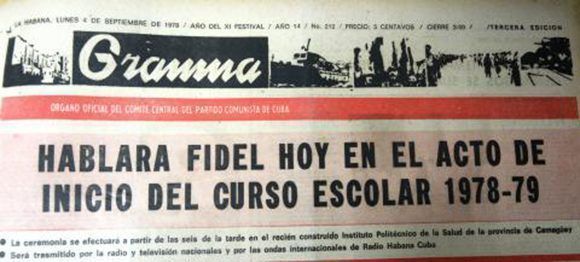 LA HABANA, LUNES 4 DE SEPTIEMBRE DE 1978 / AÑO DEL XI FESTIVAL / AÑO 14 / No. 212 / PRECIO: 5 CENTAVOS / CIERRE 3:00 / TERCERA EDICION
Granma
ORGANO OFICIAL DEL COMITE CENTRAL DEL PARTIDO COMUNISTA DE CUBA
HABLARA FIDEL HOY EN EL ACTO DE
INICIO DEL CURSO ESCOLAR 1978-79
● La ceremonia se efectuará a partir de las seis de la tarde en el recién construido Instituto Politécnico de la Salud de la provincia de Camagüey
● Será trasmitido por la radio y televisión nacionales y por las ondas internacionales de Radio Habana Cuba